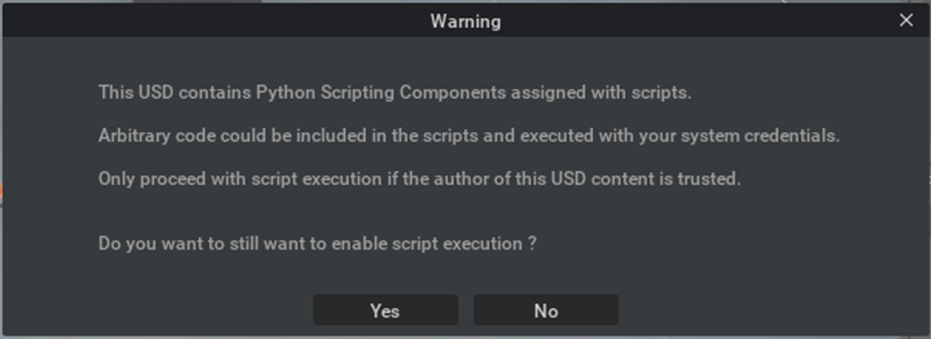 Warning
This USD contains Python Scripting Components assigned with scripts.
Arbitrary code could be included in the scripts and executed with your system credentials.
Only proceed with script execution if the author of this USD content is trusted.
Do you want to still want to enable script execution ?
Yes No